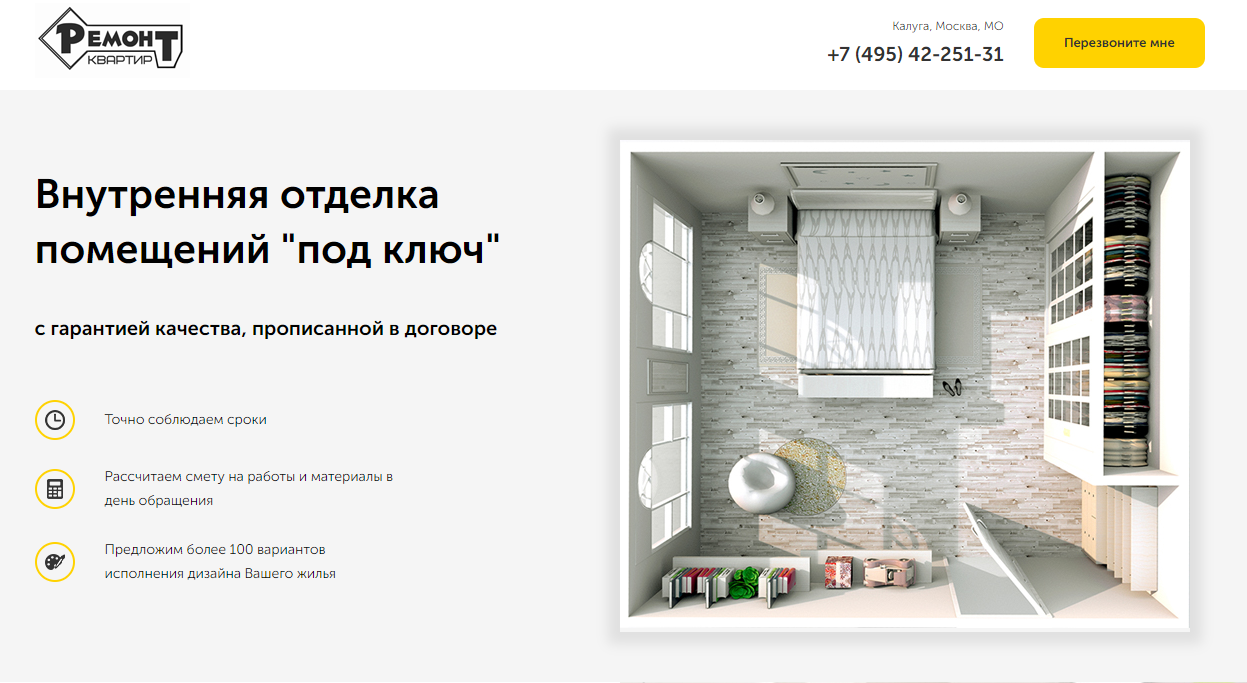 РЕМОНТ
КВАРТИР
Калуга, Москва, МО
+7 (495) 42-251-31
Перезвоните мне
Внутренняя отделка
помещений "под ключ"
с гарантией качества, прописанной в договоре
Точно соблюдаем сроки
Рассчитаем смету на работы и материалы в
день обращения
Предложим более 100 вариантов
исполнения дизайна Вашего жилья